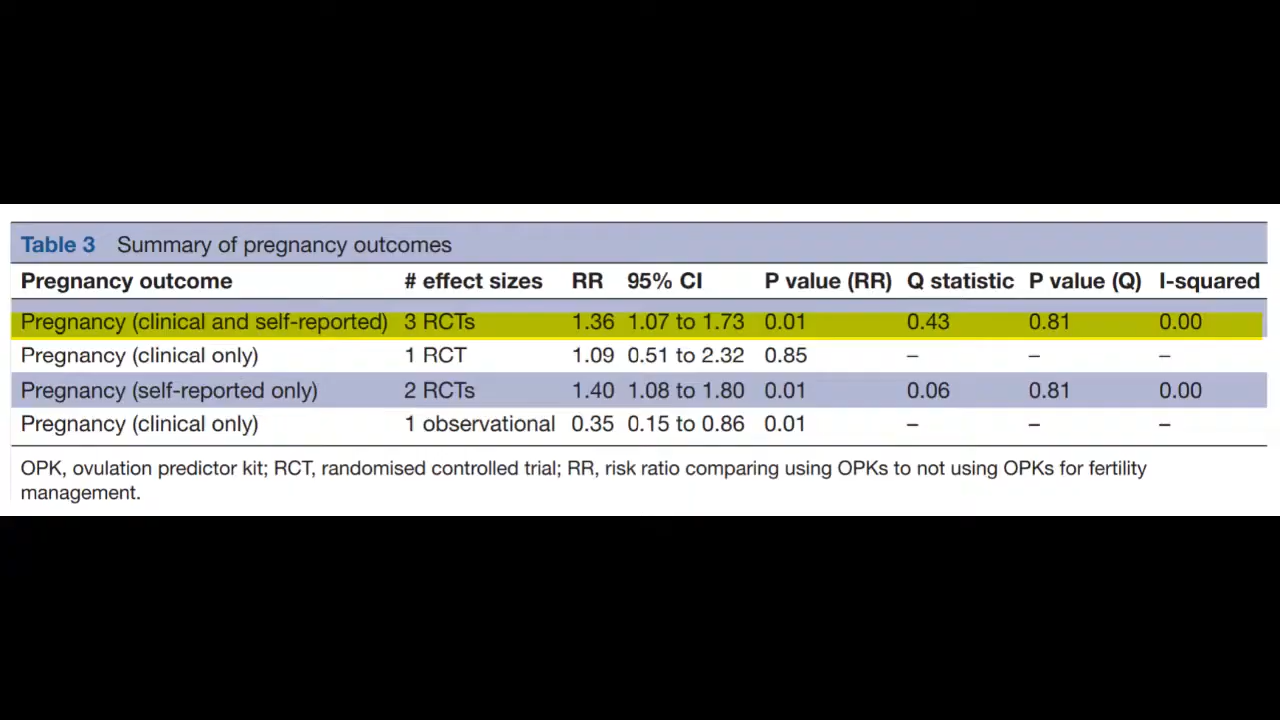 Table 3 Summary of pregnancy outcomes
Pregnancy outcome # effect sizes RR 95% CI P value (RR) Q statistic P value (Q) I-squared
Pregnancy (clinical and self-reported) 3 RCTs 1.36 1.07 to 1.73 0.01 0.43 0.81 0.00
Pregnancy (clinical only) 1 RCT 1.09 0.51 to 2.32 0.85 – – –
Pregnancy (self-reported only) 2 RCTs 1.40 1.08 to 1.80 0.01 0.06 0.81 0.00
Pregnancy (clinical only) 1 observational 0.35 0.15 to 0.86 0.01 – – –
OPK, ovulation predictor kit; RCT, randomised controlled trial; RR, risk ratio comparing using OPKs to not using OPKs for fertility
management.